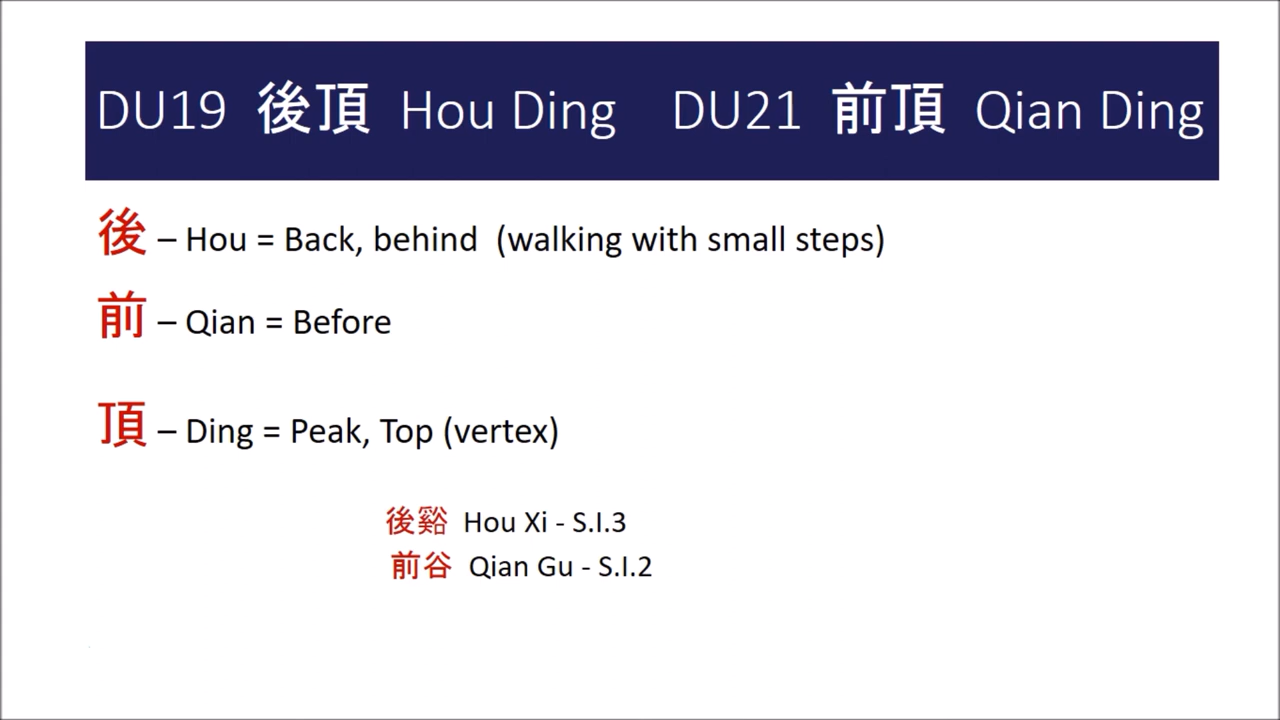 DU19 後頂 Hou Ding DU21 前頂 Qian Ding
後 – Hou = Back, behind (walking with small steps)
前 – Qian = Before
頂 – Ding = Peak, Top (vertex)
後谿 Hou Xi - S.I.3
前谷 Qian Gu - S.I.2